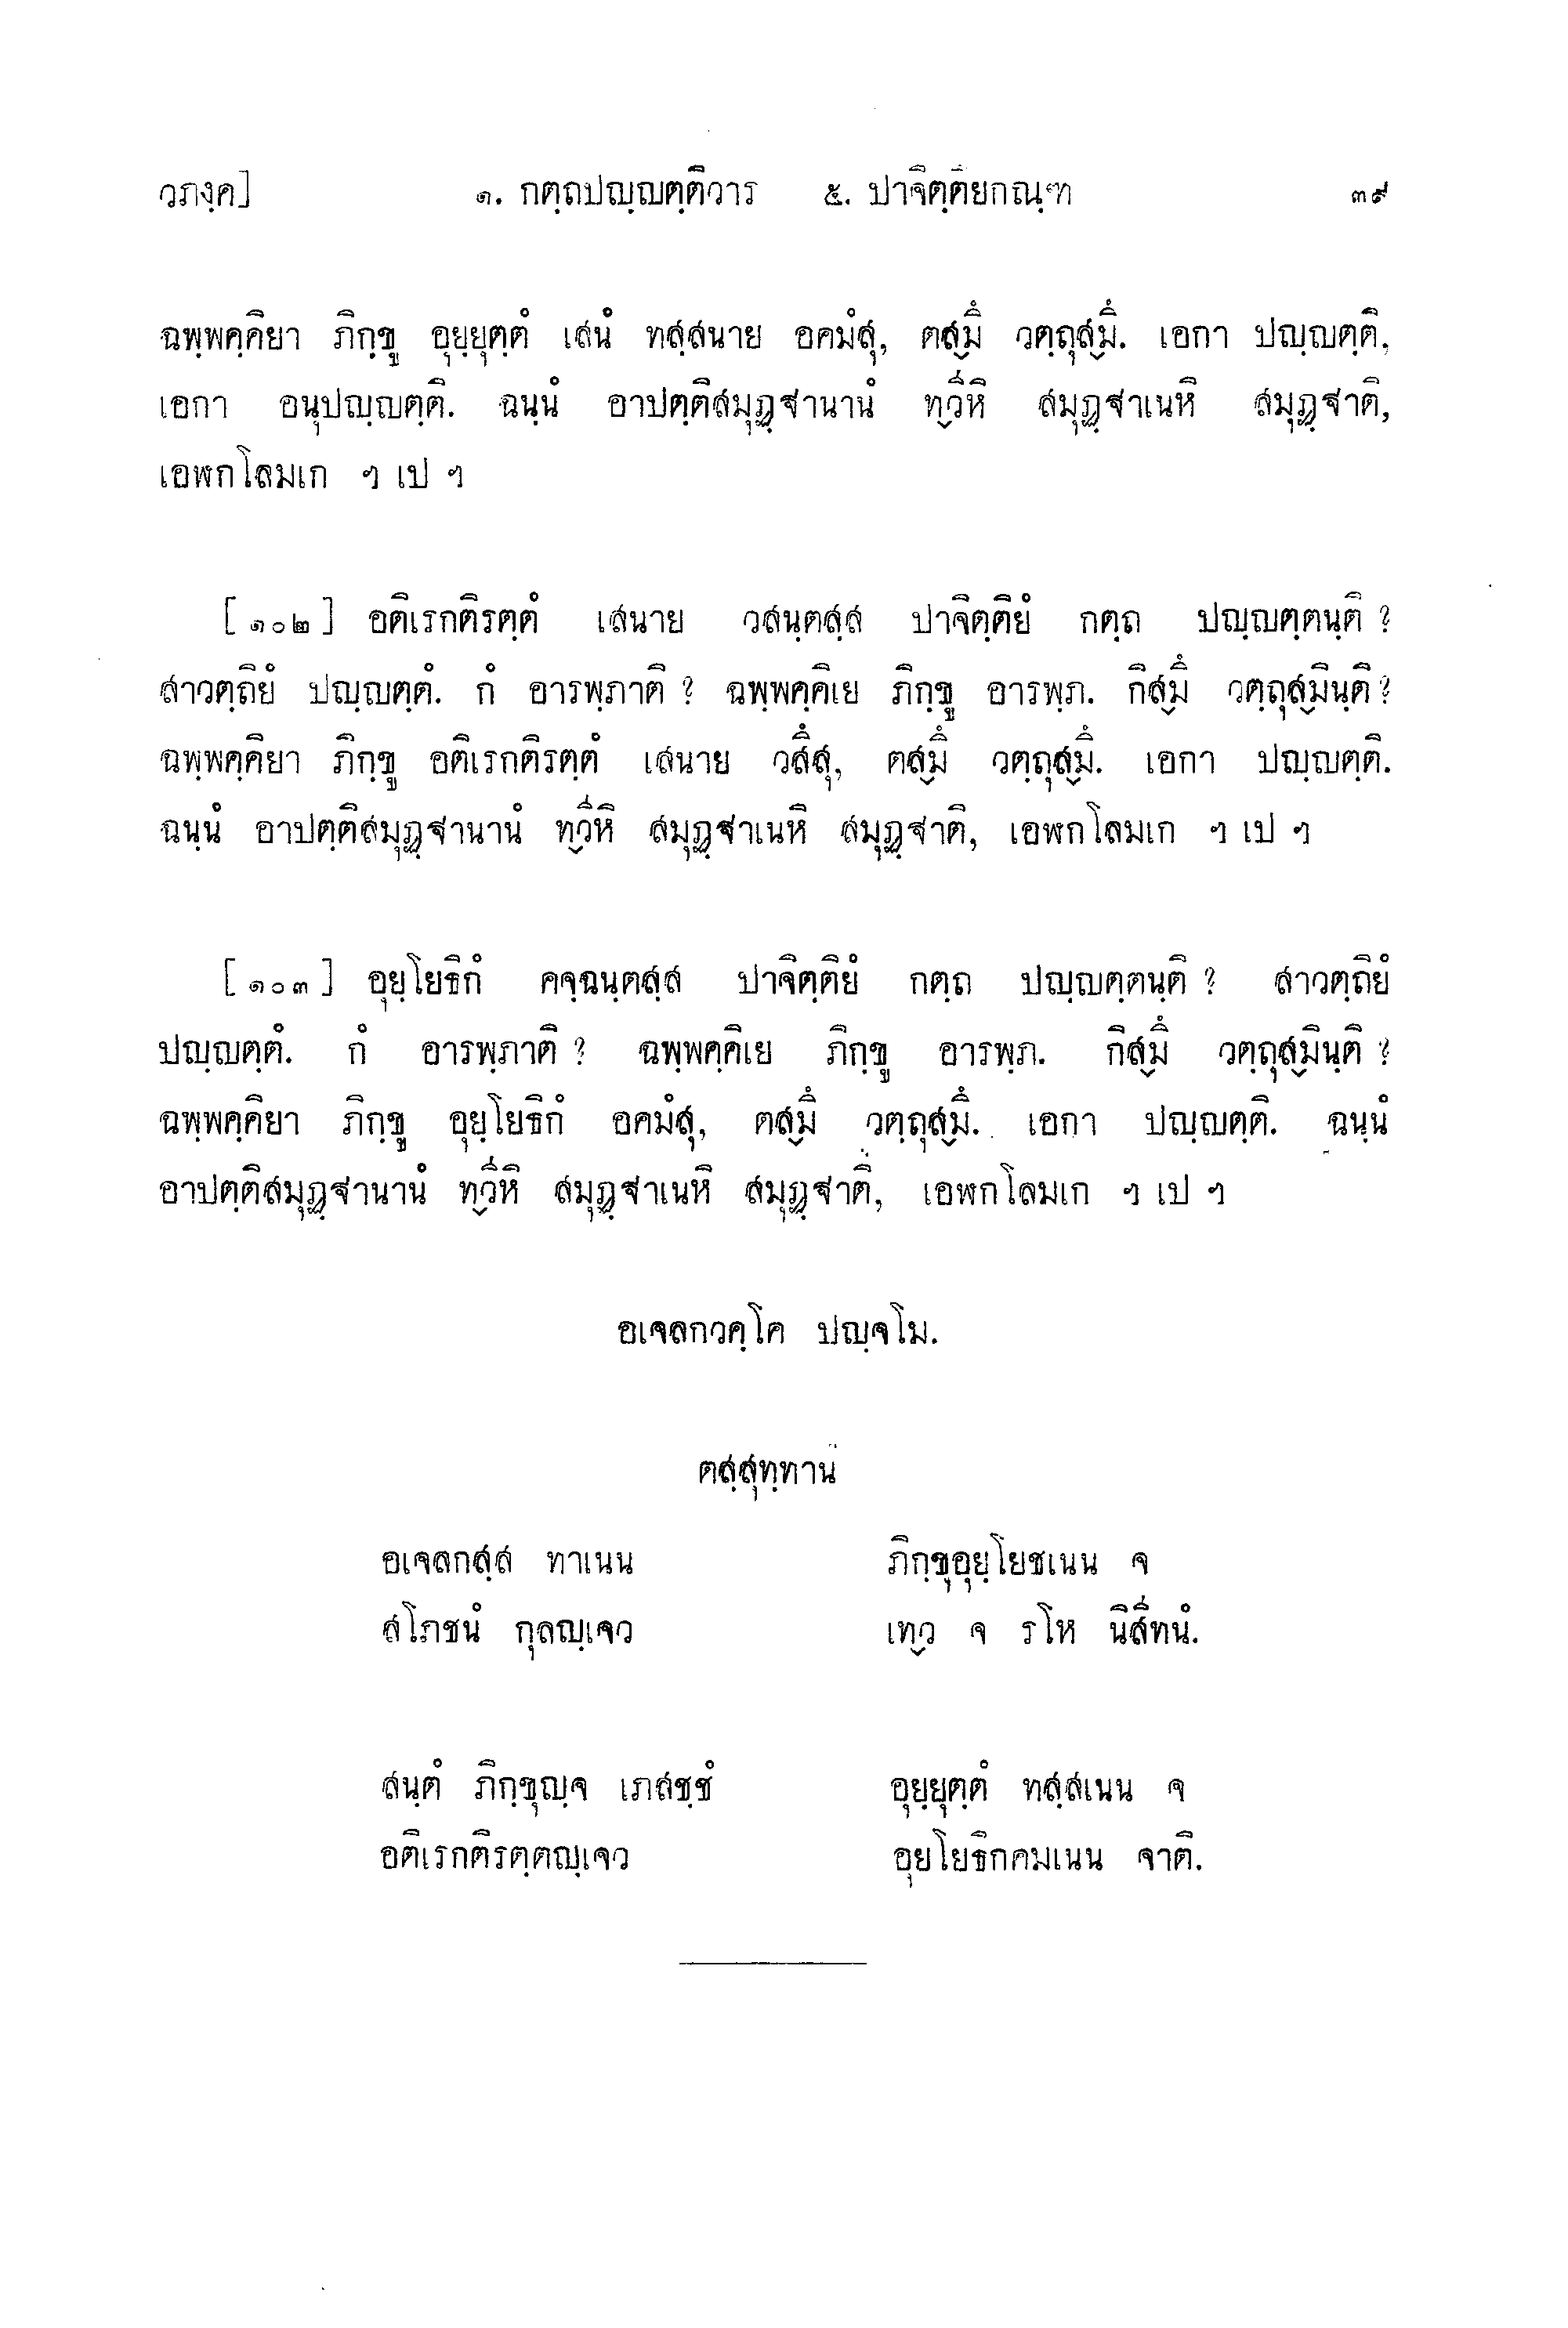 วภงฺค] ๑. กตฺถปญฺญตฺติวาร ๕. ปาจิตฺติยกณฺฑ ๓๙
ฉพฺพคฺคิยา ภิกฺขู อุยฺยุตฺตํ เสนํ ทสฺสนาย อคมํสุ, ตสฺมึ วตฺถุสฺมึ. เอกา ปญฺญตฺติ,
เอกา อนุปญฺญตฺติ. ฉนฺนํ อาปตฺติสมุฏฺฐานานํ ทฺวีหิ สมุฏฺฐาเนหิ สมุฏฺฐาติ,
เอฬกโลมเก ฯ เป ฯ
[๑๐๒] อติเรกติรตฺตํ เสนาย วสนฺตสฺส ปาจิตฺติยํ กตฺถ ปญฺญตฺตนฺติ ?
สาวตฺถิยํ ปญฺญตฺตํ. กํ อารพฺภาติ ? ฉพฺพคฺคิเย ภิกฺขู อารพฺภ. กิสฺมึ วตฺถุสฺมินฺติ ?
ฉพฺพคฺคิยา ภิกฺขู อติเรกติรตฺตํ เสนาย วสึสุ, ตสฺมึ วตฺถุสฺมึ. เอกา ปญฺญตฺติ.
ฉนฺนํ อาปตฺติสมุฏฺฐานานํ ทฺวีหิ สมุฏฺฐาเนหิ สมุฏฺฐาติ, เอฬกโลมเก ฯ เป ฯ
[๑๐๓] อุยฺโยธิกํ คจฺฉนฺตสฺส ปาจิตฺติยํ กตฺถ ปญฺญตฺตนฺติ ? สาวตฺถิยํ
ปญฺญตฺตํ. กํ อารพฺภาติ ? ฉพฺพคฺคิเย ภิกฺขู อารพฺภ. กิสฺมึ วตฺถุสฺมินฺติ ?
ฉพฺพคฺคิยา ภิกฺขู อุยฺโยธิกํ อคมํสุ, ตสฺมึ วตฺถุสฺมึ. เอกา ปญฺญตฺติ. ฉนฺนํ
อาปตฺติสมุฏฺฐานานํ ทฺวีหิ สมุฏฺฐาเนหิ สมุฏฺฐาติ, เอฬกโลมเก ฯ เป ฯ
อเจลกวคฺโค ปญฺจโม.
ตสฺสุทฺทานํ
อเจลกสฺส ทาเนน ภิกฺขุอุยฺโยชเนน จ
สโภชนํ กุลญฺเจว เทฺว จ รโห นิสีทนํ.
สนฺตํ ภิกฺขุญฺจ เภสชฺชํ อุยฺยุตฺตํ ทสฺสเนน จ
อติเรกติรตฺตญฺเจว อุยโยธิกคมเนน จาติ.